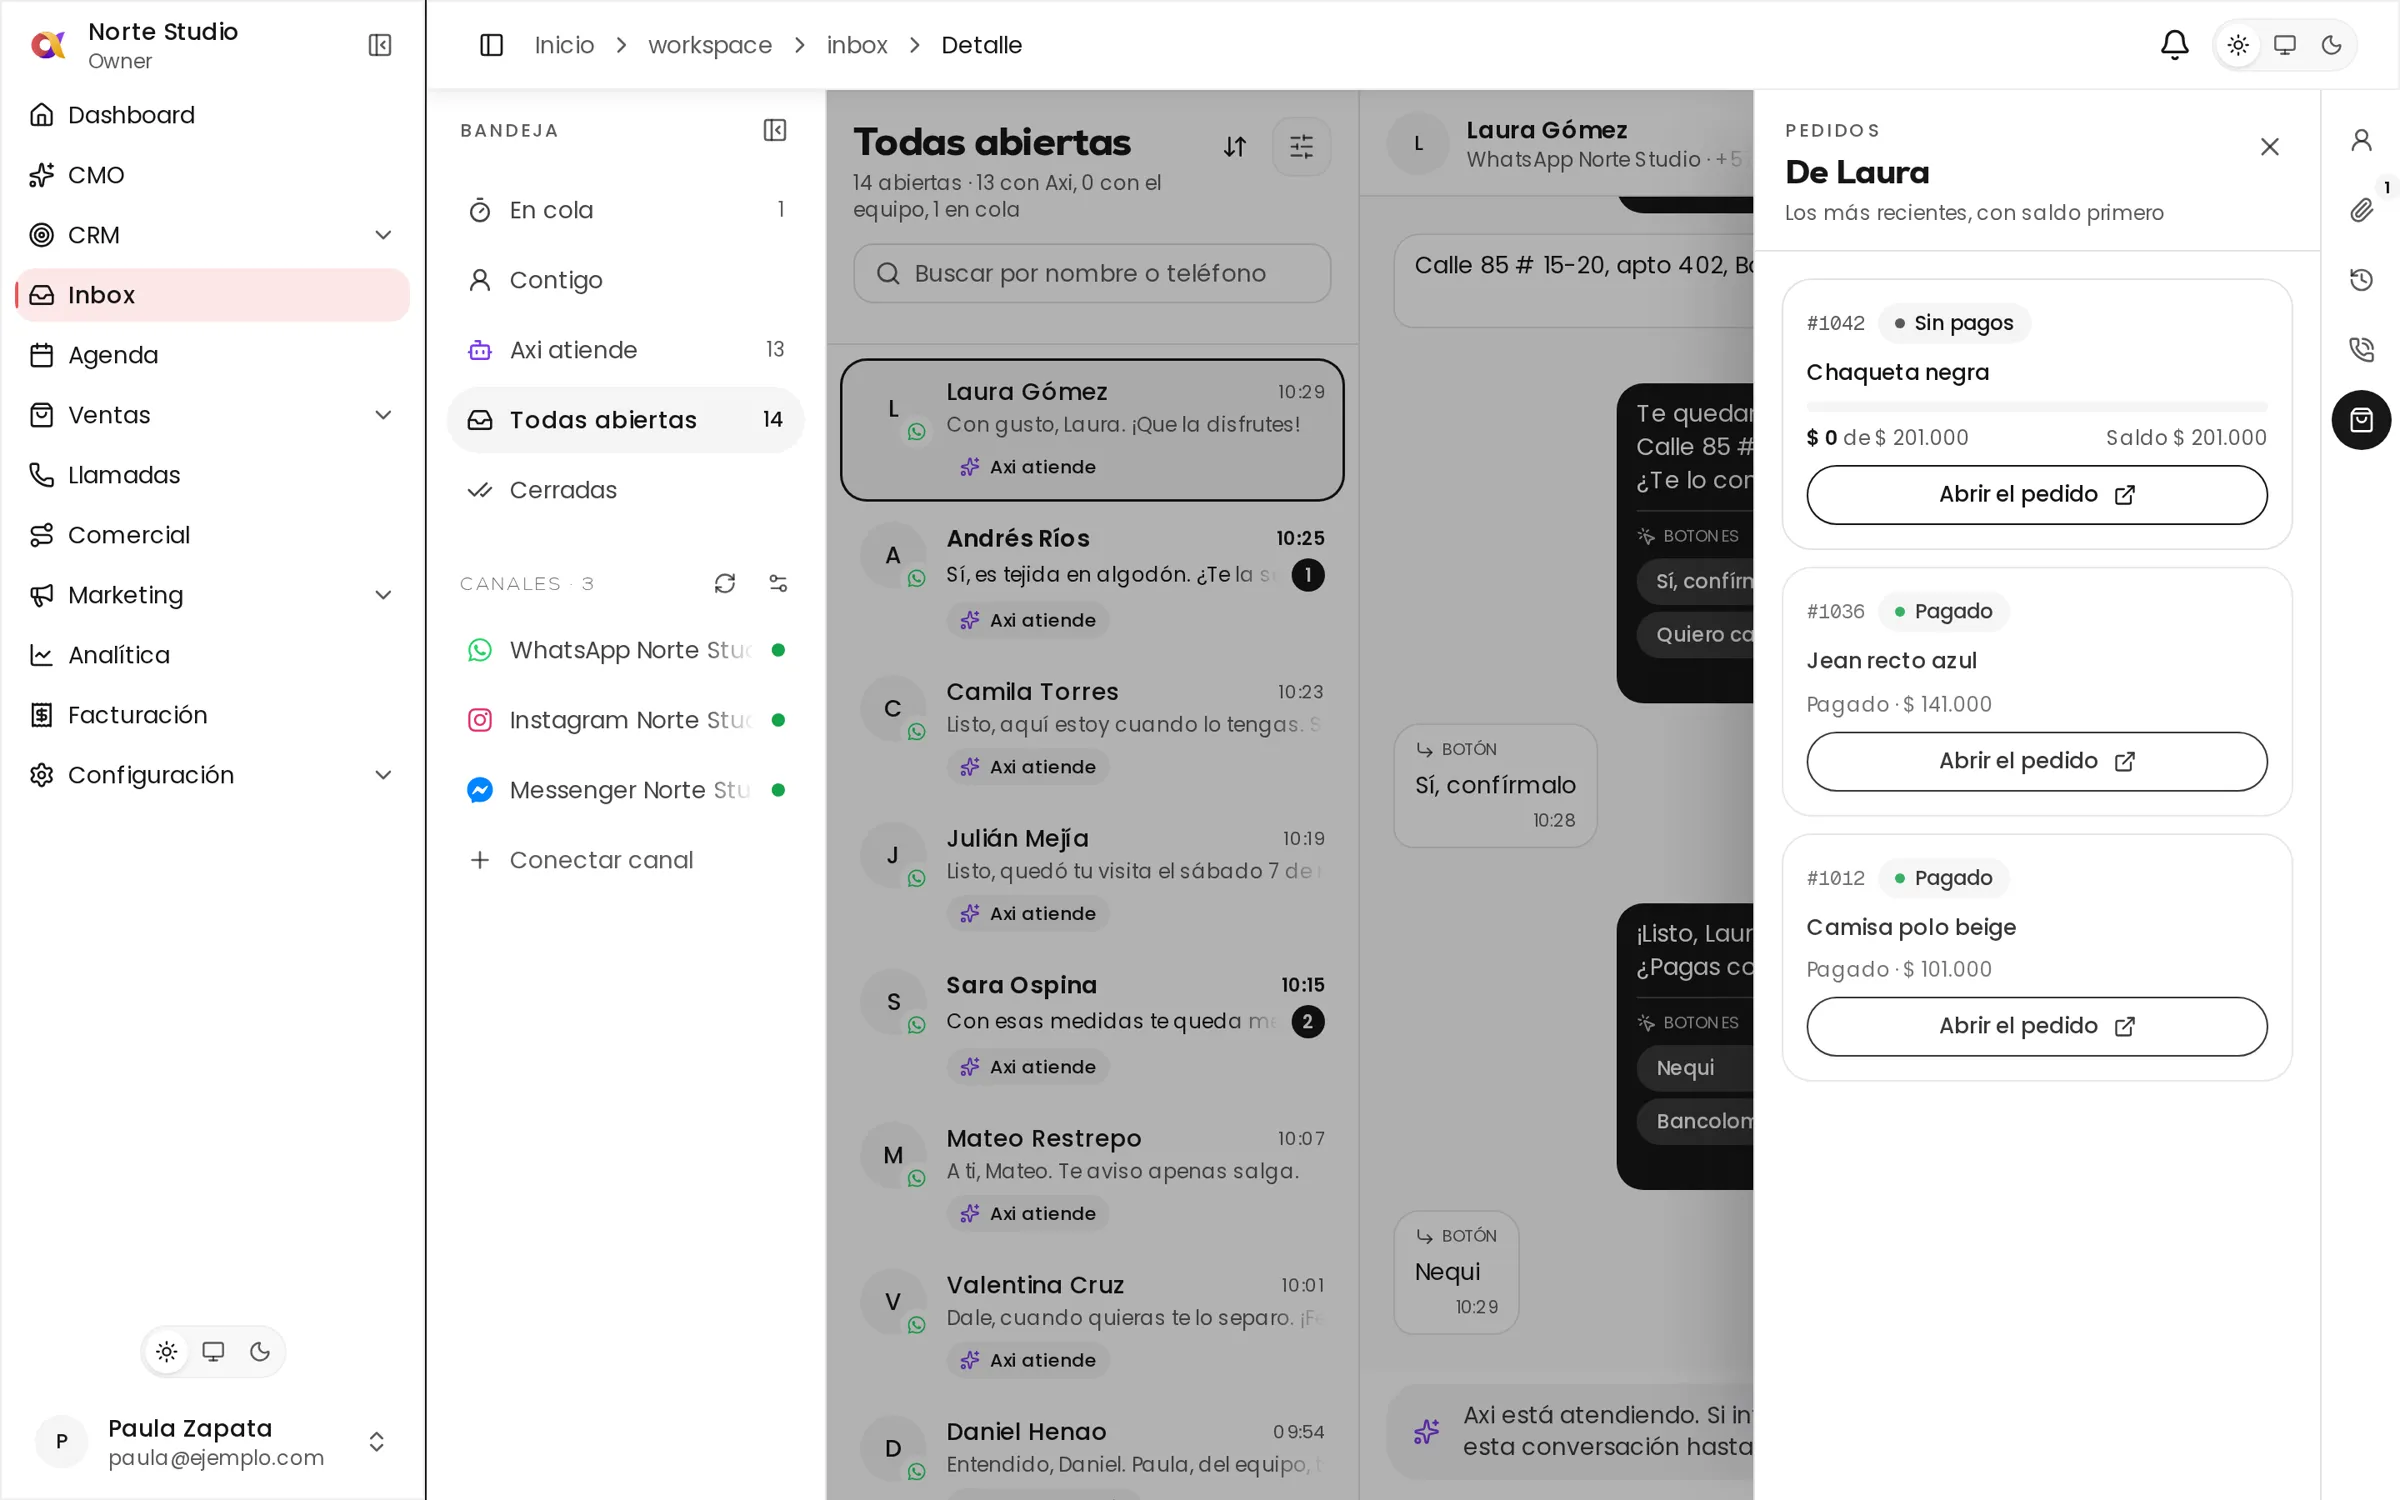 Norte Studio
Owner
Dashboard
CMO
CRM
Inbox
Agenda
Ventas
Llamadas
Comercial
Marketing
Analítica
Facturación
Configuración
P
Paula Zapata
paula@ejemplo.com
Inicio
workspace
inbox
Detalle
BANDEJA
En cola 1
Contigo
Axi atiende 13
Todas abiertas 14
Cerradas
CANALES · 3
WhatsApp Norte
Instagram Norte
Messenger Norte
Conectar canal
Todas abiertas
14 abiertas · 13 con Axi, 0 con el
equipo, 1 en cola
Buscar por nombre o teléfono
L
Laura Gómez 10:29
Con gusto, Laura. ¡Que la disfrutes!
Axi atiende
A
Andrés Ríos 10:25
Sí, es tejida en algodón. ¿Te la 1
Axi atiende
C
Camila Torres 10:23
Listo, aquí estoy cuando lo tengas.
Axi atiende
J
Julián Mejía 10:19
Listo, quedó tu visita el sábado 7 de
Axi atiende
S
Sara Ospina 10:15
Con esas medidas te queda 2
Axi atiende
M
Mateo Restrepo 10:07
A ti, Mateo. Te aviso apenas salga.
Axi atiende
V
Valentina Cruz 10:01
Dale, cuando quieras te lo separo.
Axi atiende
D
Daniel Henao 09:54
Entendido, Daniel. Paula, del equipo,
L
Laura Gómez
WhatsApp Norte Studio · +57
Calle 85 # 15-20, apto 402,
Te
Calle 85 #
¿Te lo
BOTONES
Sí,
Quiero
BOTÓN
Sí, confírmalo
10:28
¡Listo,
¿Pagas
BOTONES
Nequi
BOTÓN
Nequi
10:29
Axi está atendiendo. Si
esta conversación hasta
PEDIDOS
De Laura
Los más recientes, con saldo primero
#1042 Sin pagos
Chaqueta negra
$ 0 de $ 201.000 Saldo $ 201.000
Abrir el pedido
#1036 Pagado
Jean recto azul
Pagado · $ 141.000
Abrir el pedido
#1012 Pagado
Camisa polo beige
Pagado · $ 101.000
Abrir el pedido
1